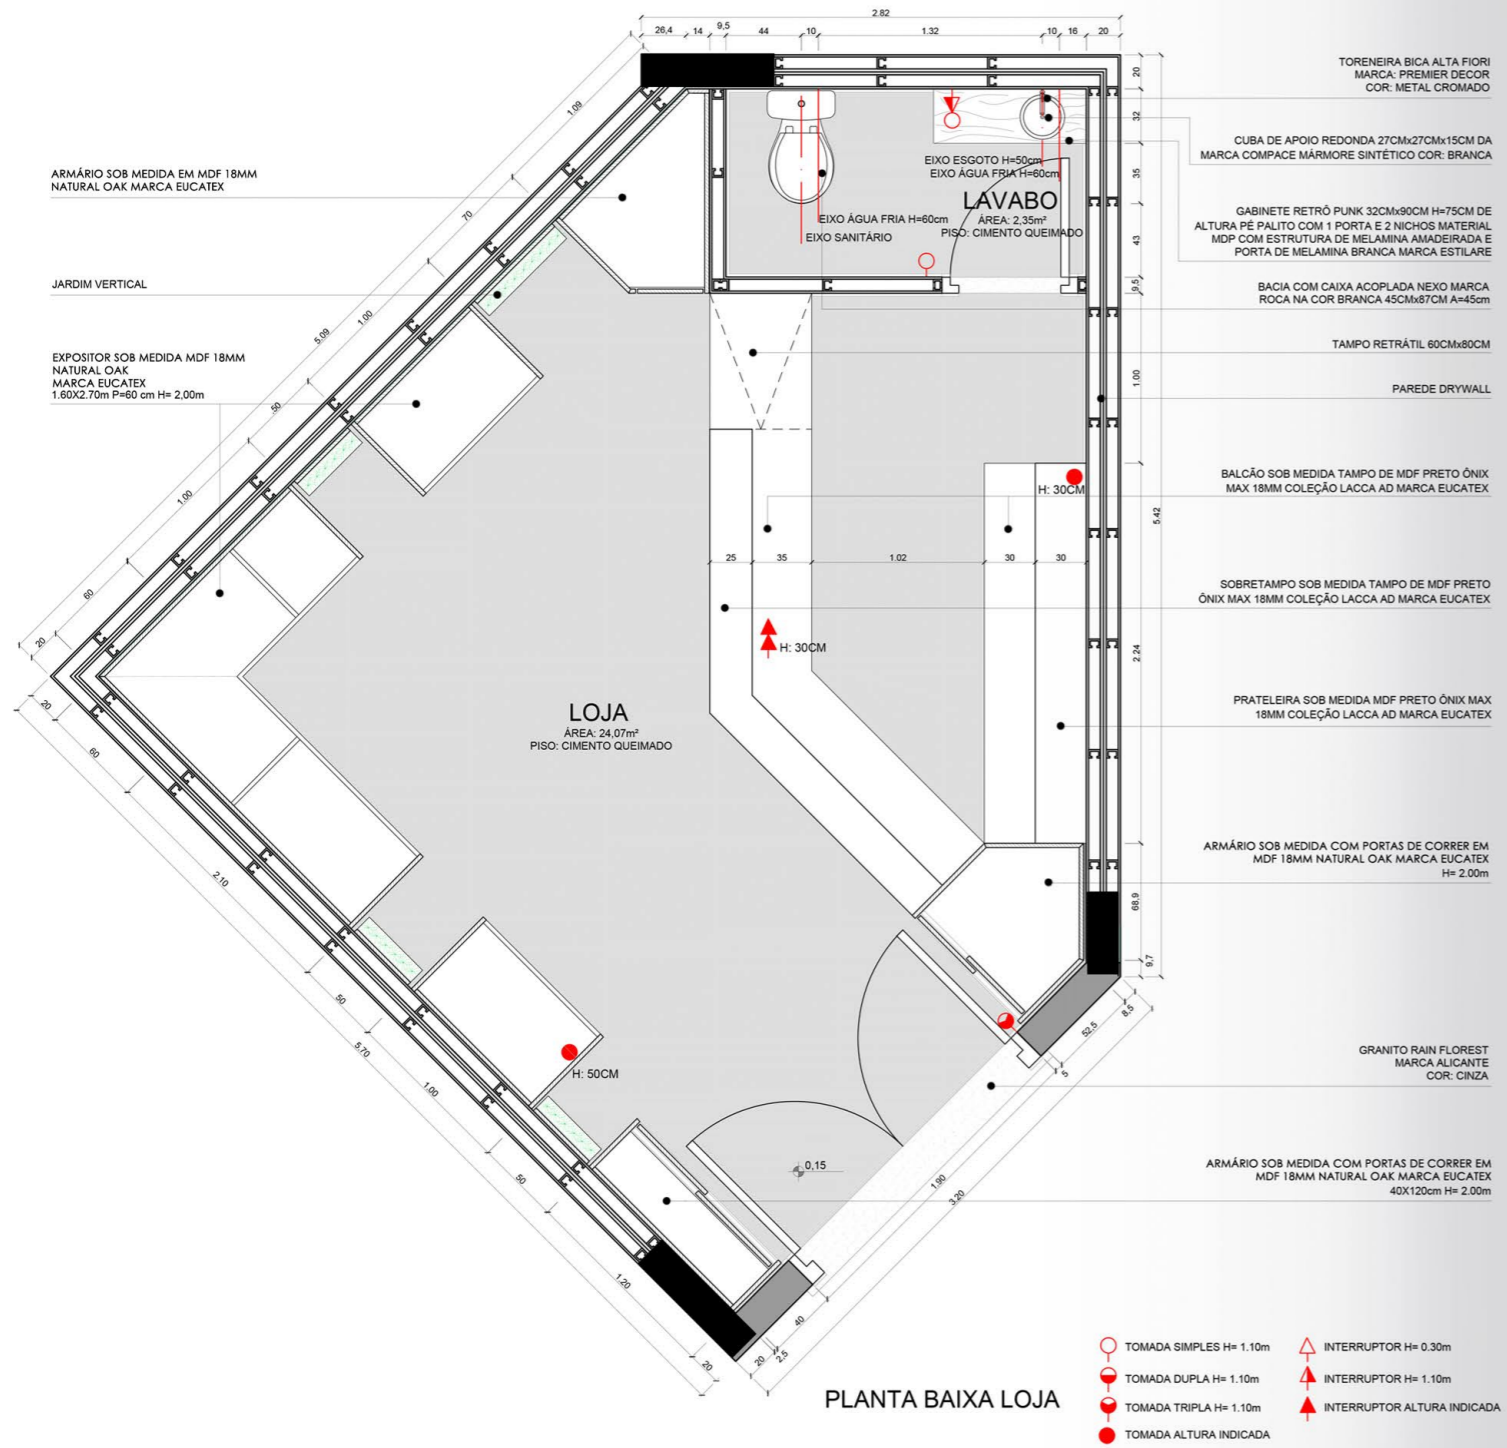 2.82
26,4
14
9,5
44
10
1.32
10
16
20
1.09
70
1.00
5.09
50
1.00
60
20
ARMÁRIO SOB MEDIDA EM MDF 18MM
NATURAL OAK MARCA EUCATEX
JARDIM VERTICAL
EXPOSITOR SOB MEDIDA MDF 18MM
NATURAL OAK
MARCA EUCATEX
1.60X2.70m P=60 cm H= 2,00m
EIXO ESGOTO H=50cm
EIXO ÁGUA FRIA H=60cm
LAVABO
ÁREA: 2,35m²
PISO: CIMENTO QUEIMADO
EIXO ÁGUA FRIA H=60cm
EIXO SANITÁRIO
20
32
35
43
9,5
1.00
5.42
2.24
68,9
9,7
TORENEIRA BICA ALTA FIORI
MARCA: PREMIER DECOR
COR: METAL CROMADO
CUBA DE APOIO REDONDA 27CMx27CMx15CM DA
MARCA COMPACE MÁRMORE SINTÉTICO COR: BRANCA
GABINETE RETRÔ PUNK 32CMx90CM H=75CM DE
ALTURA PÉ PALITO COM 1 PORTA E 2 NICHOS MATERIAL
MDP COM ESTRUTURA DE MELAMINA AMADEIRADA E
PORTA DE MELAMINA BRANCA MARCA ESTILARE
BACIA COM CAIXA ACOPLADA NEXO MARCA
ROCA NA COR BRANCA 45CMx87CM A=45cm
TAMPO RETRÁTIL 60CMx80CM
PAREDE DRYWALL
BALCÃO SOB MEDIDA TAMPO DE MDF PRETO ÔNIX
MAX 18MM COLEÇÃO LACCA AD MARCA EUCATEX
SOBRETAMPO SOB MEDIDA TAMPO DE MDF PRETO
ÔNIX MAX 18MM COLEÇÃO LACCA AD MARCA EUCATEX
PRATELEIRA SOB MEDIDA MDF PRETO ÔNIX MAX
18MM COLEÇÃO LACCA AD MARCA EUCATEX
ARMÁRIO SOB MEDIDA COM PORTAS DE CORRER EM
MDF 18MM NATURAL OAK MARCA EUCATEX
H= 2.00m
GRANITO RAIN FLOREST
MARCA ALICANTE
COR: CINZA
ARMÁRIO SOB MEDIDA COM PORTAS DE CORRER EM
MDF 18MM NATURAL OAK MARCA EUCATEX
40X120cm H= 2.00m
H: 30CM
25
35
1.02
30
30
H: 30CM
LOJA
ÁREA: 24,07m²
PISO: CIMENTO QUEIMADO
20
60
2.10
50
5.70
1.00
50
1.20
20
H: 50CM
0,15
8,5
52,5
5
1.90
3.20
40
2,5
20
PLANTA BAIXA LOJA
TOMADA SIMPLES H= 1.10m
TOMADA DUPLA H= 1.10m
TOMADA TRIPLA H= 1.10m
TOMADA ALTURA INDICADA
INTERRUPTOR H= 0.30m
INTERRUPTOR H= 1.10m
INTERRUPTOR ALTURA INDICADA